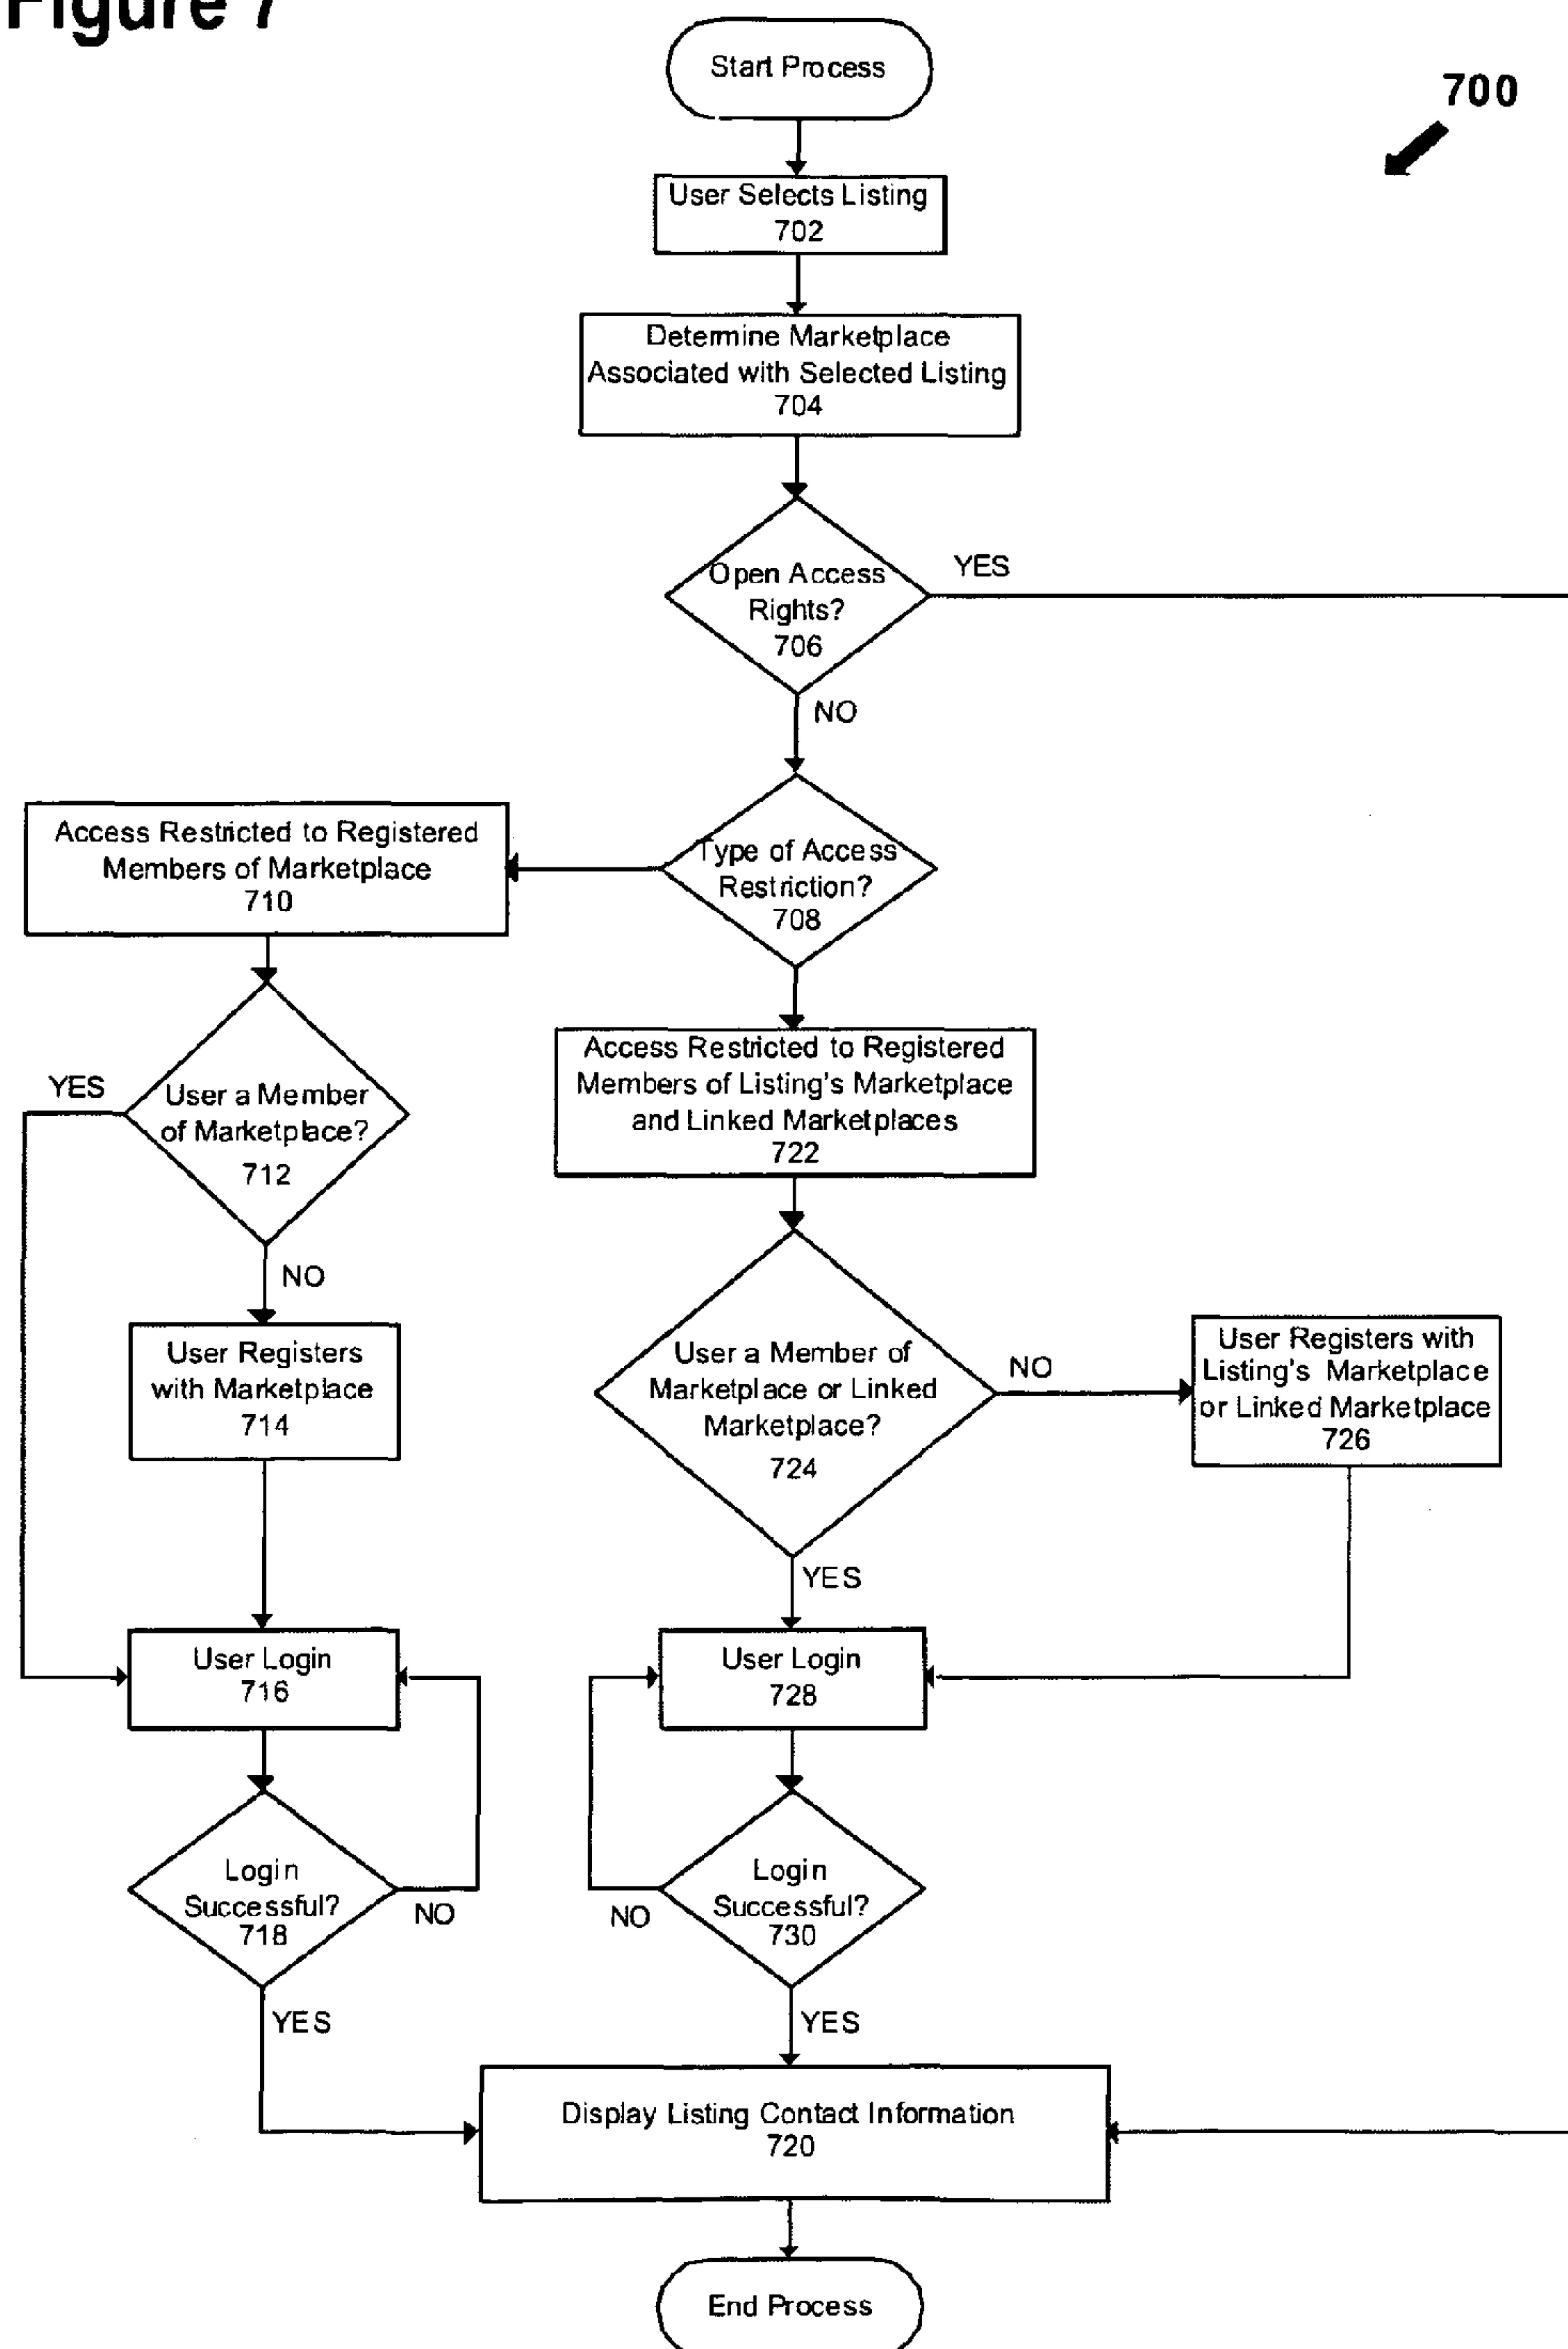 Figure 7
Start Process
700
User Selects Listing
702
Determine Marketplace
Associated with Selected Listing
704
Open Access
Rights?
706
YES
NO
Type of Access
Restriction?
708
Access Restricted to Registered
Members of Marketplace
710
User a Member
of Marketplace?
712
YES
NO
User Registers
with Marketplace
714
User Login
716
Login
Successful?
718
NO
YES
Access Restricted to Registered
Members of Listing's Marketplace
and Linked Marketplaces
722
User a Member of
Marketplace or Linked
Marketplace?
724
NO
User Registers with
Listing's Marketplace
or Linked Marketplace
726
YES
User Login
728
Login
Successful?
730
NO
YES
Display Listing Contact Information
720
End Process